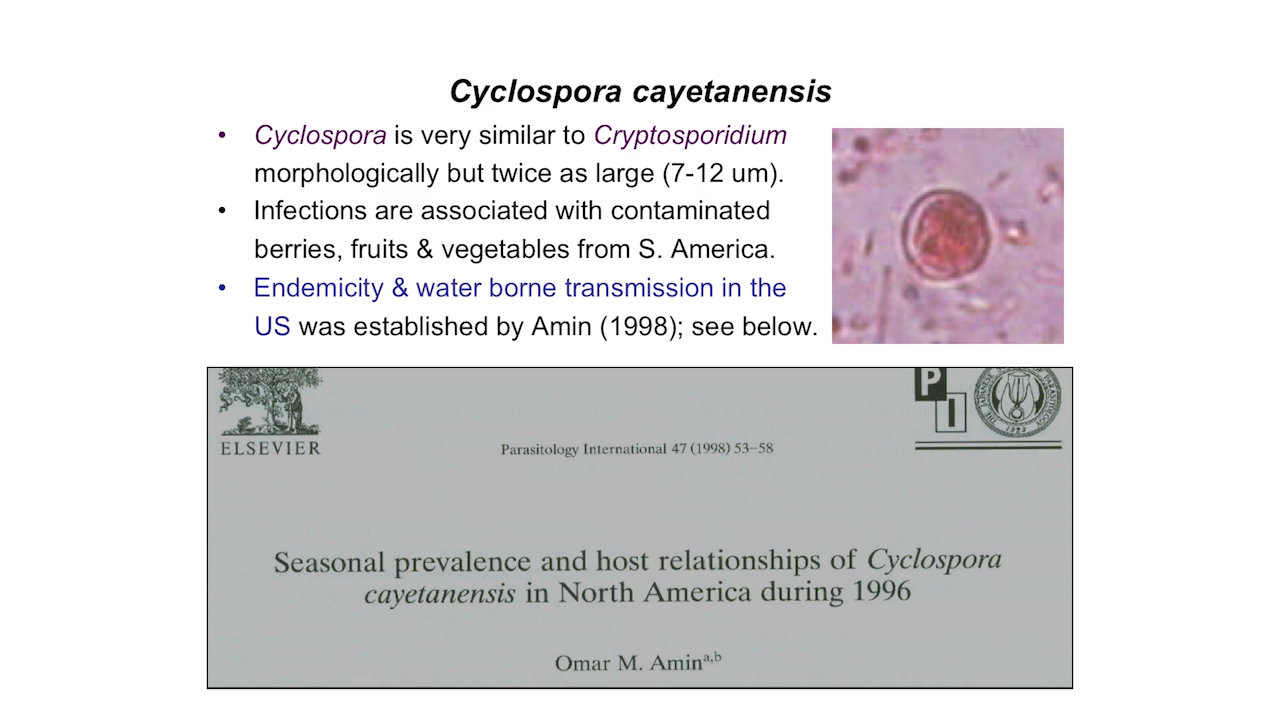 Cyclospora cayetanensis
• Cyclospora is very similar to Cryptosporidium
morphologically but twice as large (7-12 um).
• Infections are associated with contaminated
berries, fruits & vegetables from S. America.
• Endemicity & water borne transmission in the
US was established by Amin (1998); see below.
P
I
ELSEVIER
Parasitology International 47 (1998) 53–58
Seasonal prevalence and host relationships of Cyclospora
cayetanensis in North America during 1996
Omar M. Amin a,b